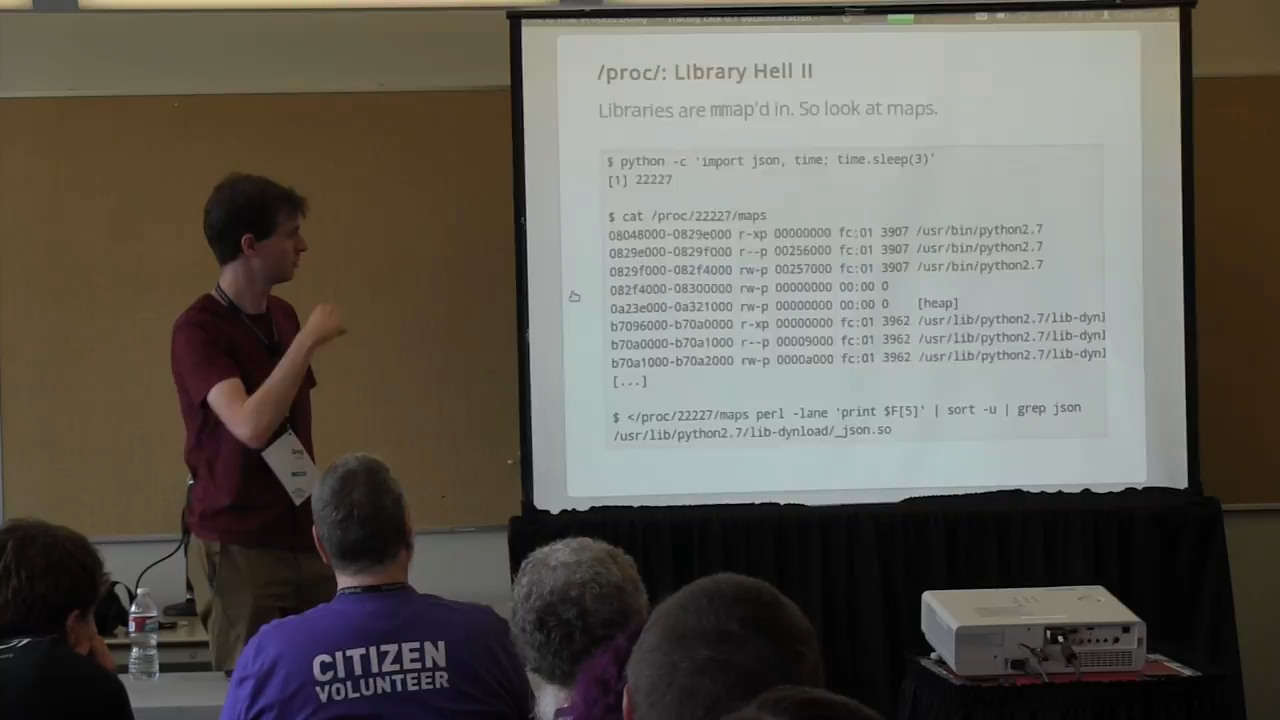 /proc/: Library Hell II
Libraries are mmap'd in. So look at maps.
$ python -c 'import json, time; time.sleep(3)'
[1] 22227
$ cat /proc/22227/maps
08048000-0829e000 r-xp 00000000 fc:01 3907 /usr/bin/python2.7
0829e000-0829f000 r--p 00256000 fc:01 3907 /usr/bin/python2.7
0829f000-082f4000 rw-p 00257000 fc:01 3907 /usr/bin/python2.7
082f4000-08300000 rw-p 00000000 00:00 0
0a23e000-0a321000 rw-p 00000000 00:00 0 [heap]
b7096000-b70a0000 r-xp 00000000 fc:01 3962 /usr/lib/python2.7/lib-dynl
b70a0000-b70a1000 r--p 00009000 fc:01 3962 /usr/lib/python2.7/lib-dynl
b70a1000-b70a2000 rw-p 0000a000 fc:01 3962 /usr/lib/python2.7/lib-dynl
[...]
$ </proc/22227/maps perl -lane 'print $F[5]' | sort -u | grep json
/usr/lib/python2.7/lib-dynload/_json.so
CITIZEN
VOLUNTEER